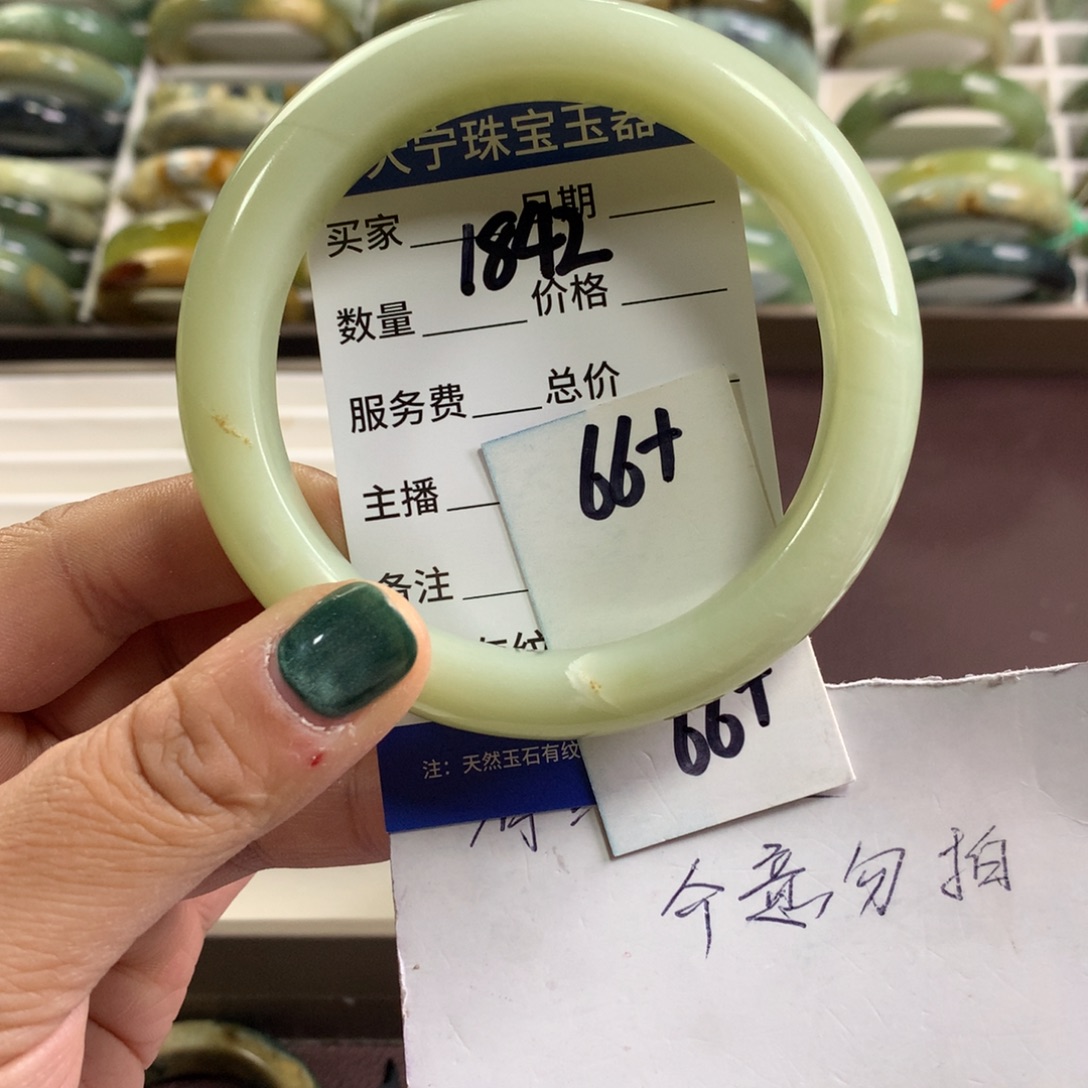 宁珠宝玉器
买家 日期
1842
数量 价格
服务费 总价
66+
主播
备注
66+
注：天然玉石有纹
介意勿拍